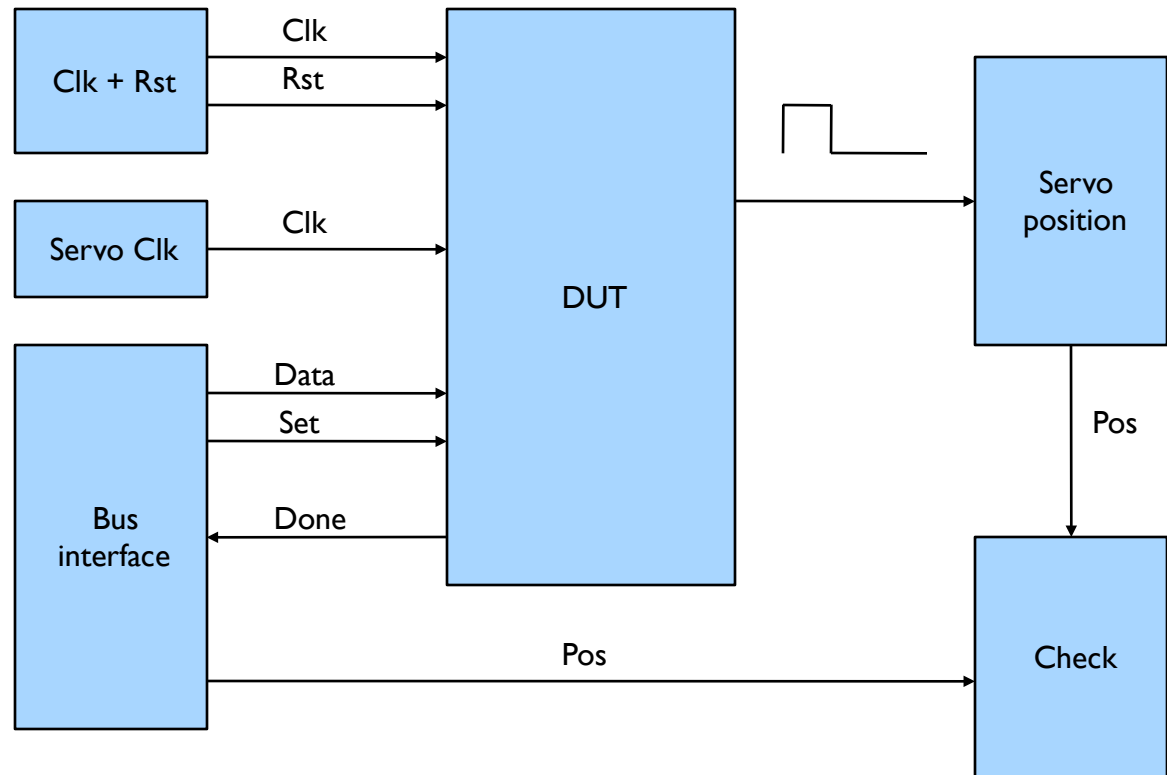 Clk + Rst
Clk
Rst
Servo Clk
Clk
DUT
Servo
position
Bus
interface
Data
Set
Done
Pos
Pos
Check